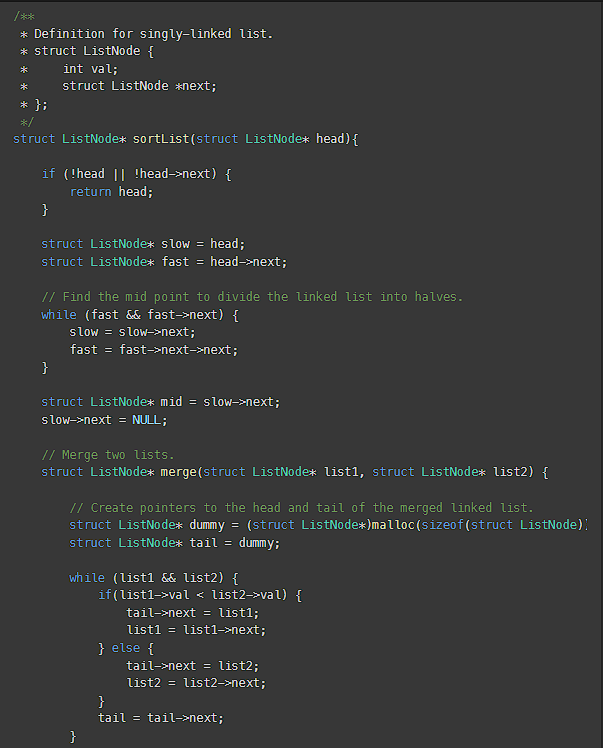 /**
 * Definition for singly-linked list.
 * struct ListNode {
 *     int val;
 *     struct ListNode *next;
 * };
 */
struct ListNode* sortList(struct ListNode* head){

    if (!head || !head->next) {
        return head;
    }

    struct ListNode* slow = head;
    struct ListNode* fast = head->next;

    // Find the mid point to divide the linked list into halves.
    while (fast && fast->next) {
        slow = slow->next;
        fast = fast->next->next;
    }

    struct ListNode* mid = slow->next;
    slow->next = NULL;

    // Merge two lists.
    struct ListNode* merge(struct ListNode* list1, struct ListNode* list2) {

        // Create pointers to the head and tail of the merged linked list.
        struct ListNode* dummy = (struct ListNode*)malloc(sizeof(struct ListNode)
        struct ListNode* tail = dummy;

        while (list1 && list2) {
            if(list1->val < list2->val) {
                tail->next = list1;
                list1 = list1->next;
            } else {
                tail->next = list2;
                list2 = list2->next;
            }
            tail = tail->next;
        }